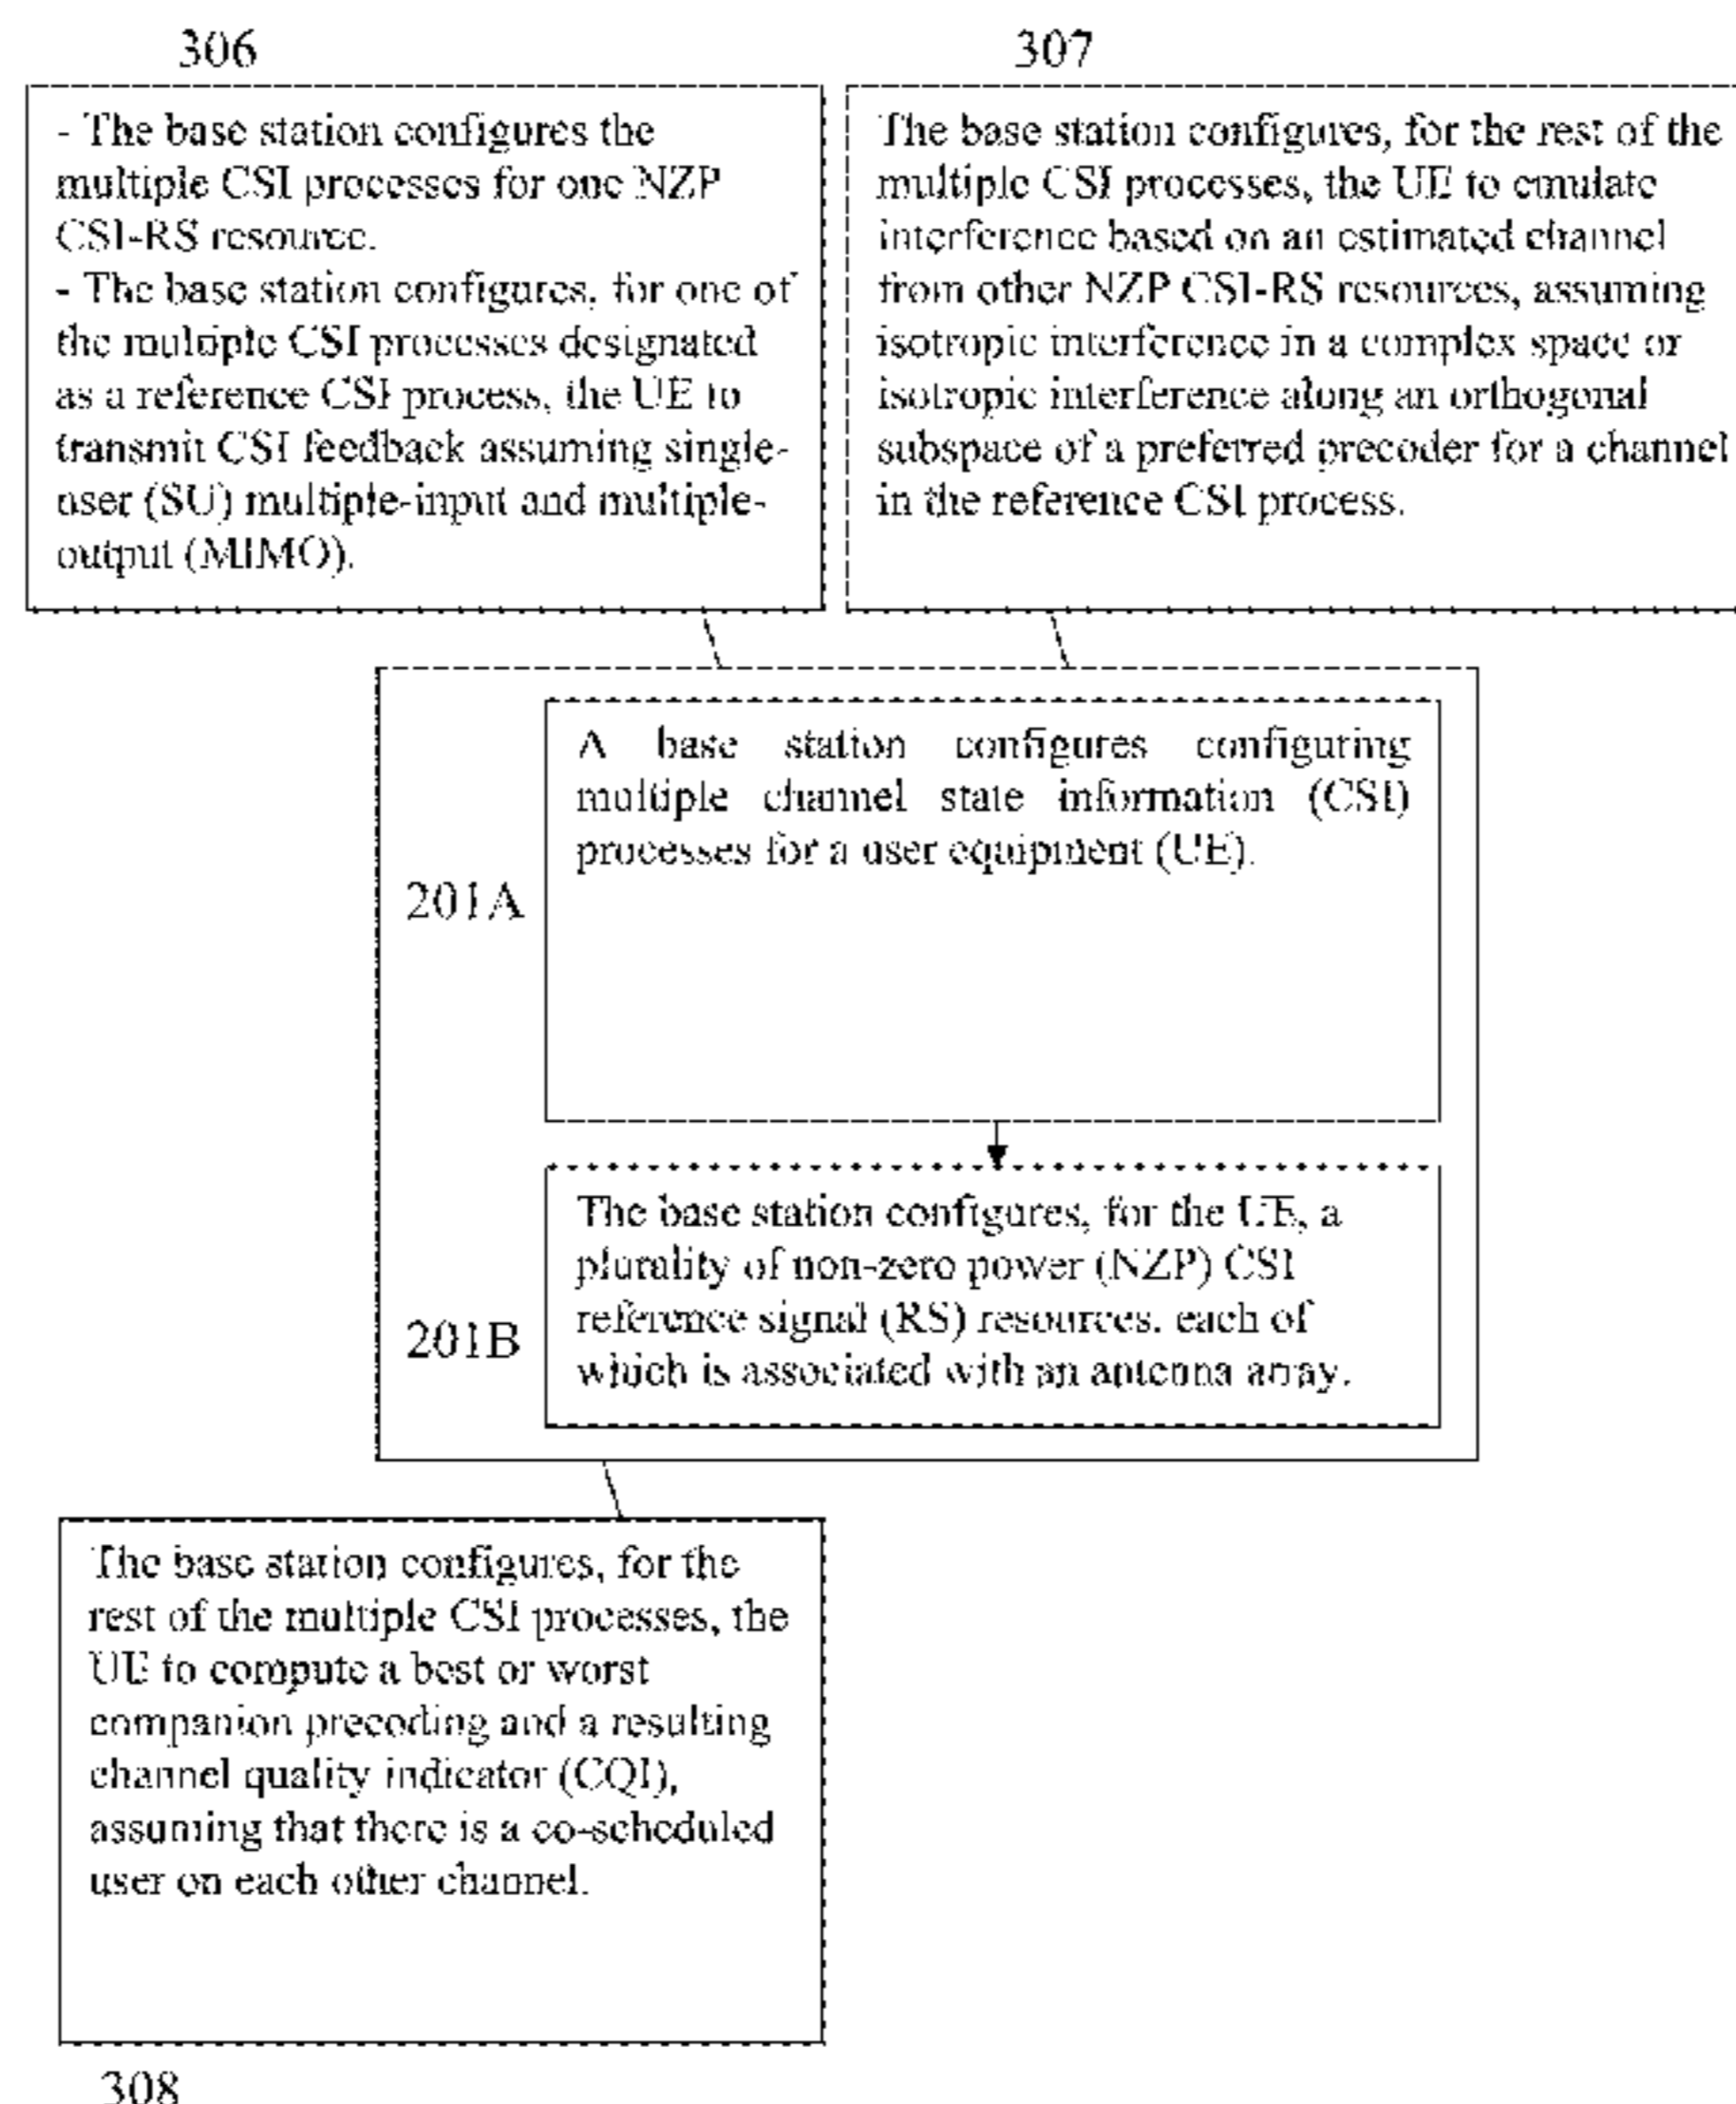 306
- The base station configures the
multiple CSI processes for one NZP
CSI-RS resource.
- The base station configures, for one of
the multiple CSI processes designated
as a reference CSI process, the UE to
transmit CSI feedback assuming single-
user (SU) multiple-input and multiple-
output (MIMO).
307
The base station configures, for the rest of the
multiple CSI processes, the UE to emulate
interference based on an estimated channel
from other NZP CSI-RS resources, assuming
isotropic interference in a complex space or
isotropic interference along an orthogonal
subspace of a preferred precoder for a channel
in the reference CSI process.
201A
A base station configures configuring
multiple channel state information (CSI)
processes for a user equipment (UE).
201B
The base station configures, for the UE, a
plurality of non-zero power (NZP) CSI
reference signal (RS) resources, each of
which is associated with an antenna array.
The base station configures, for the
rest of the multiple CSI processes, the
UE to compute a best or worst
companion precoding and a resulting
channel quality indicator (CQI),
assuming that there is a co-scheduled
user on each other channel.
308